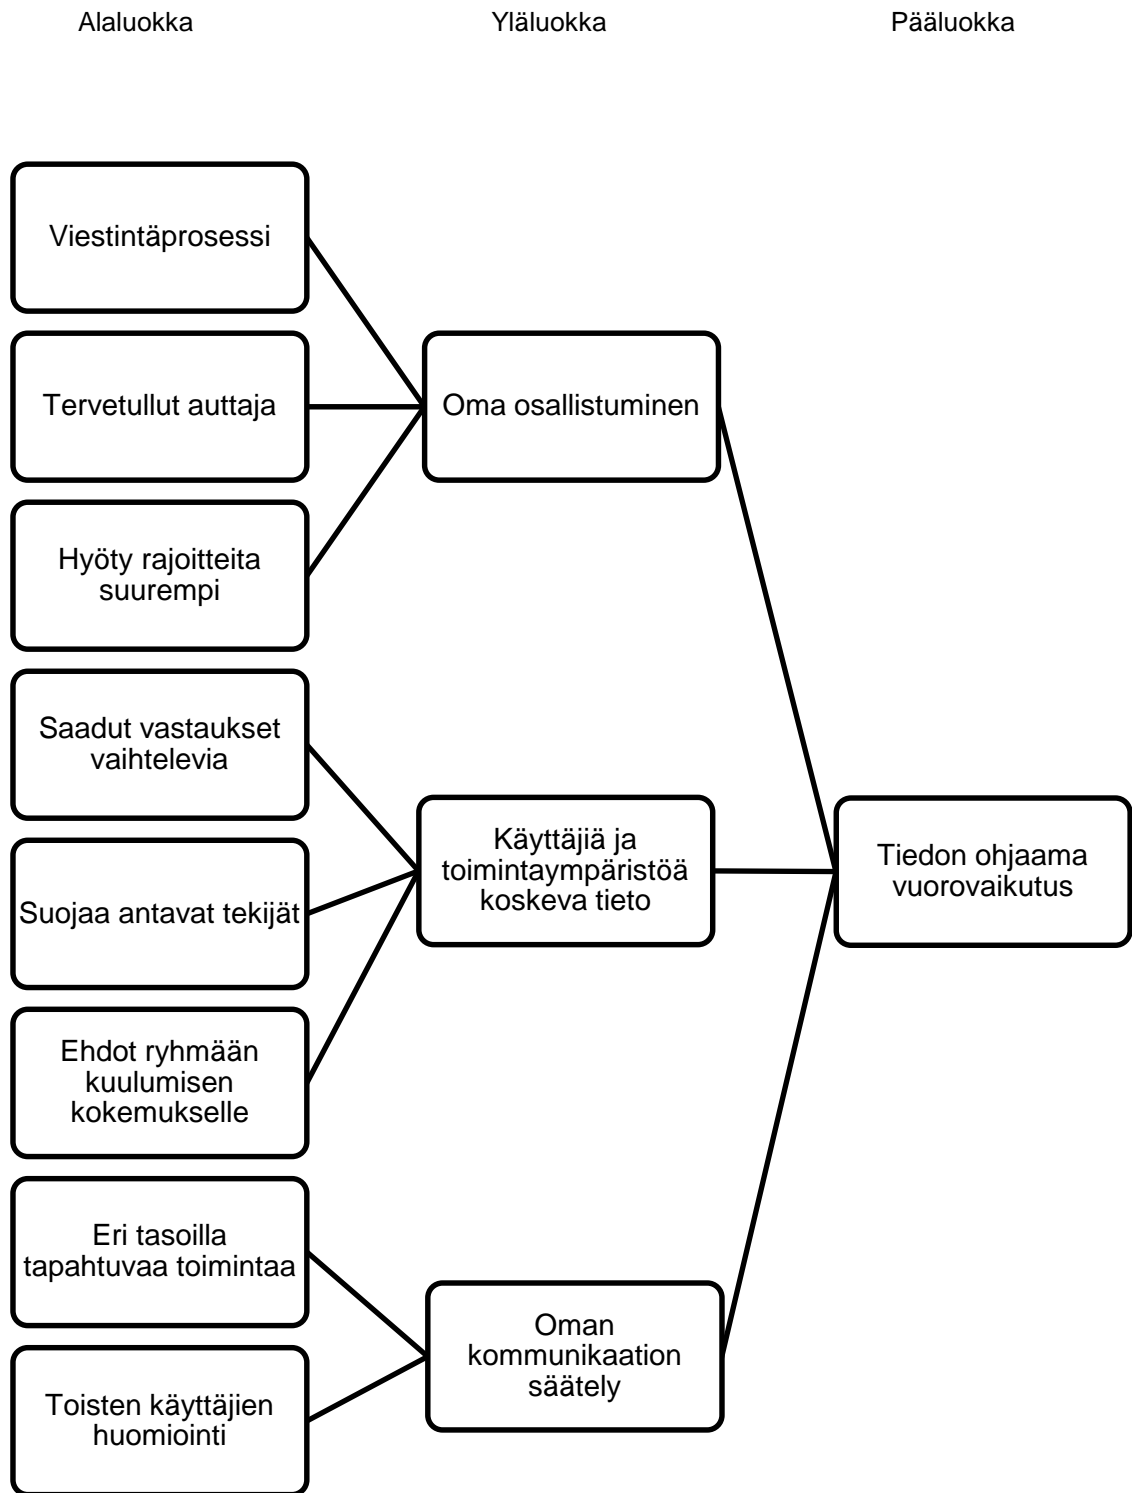 Alaluokka
Yläluokka
Pääluokka
Viestintäprosessi
Tervetullut auttaja
Oma osallistuminen
Hyöty rajoitteita
suurempi
Saadut vastaukset
vaihtelevia
Käyttäjiä ja
toimintaympäristöä
koskeva tieto
Tiedon ohjaama
vuorovaikutus
Suojaa antavat tekijät
Ehdot ryhmään
kuulumisen
kokemukselle
Eri tasoilla
tapahtuvaa toimintaa
Oman
kommunikaation
säätely
Toisten käyttäjien
huomiointi